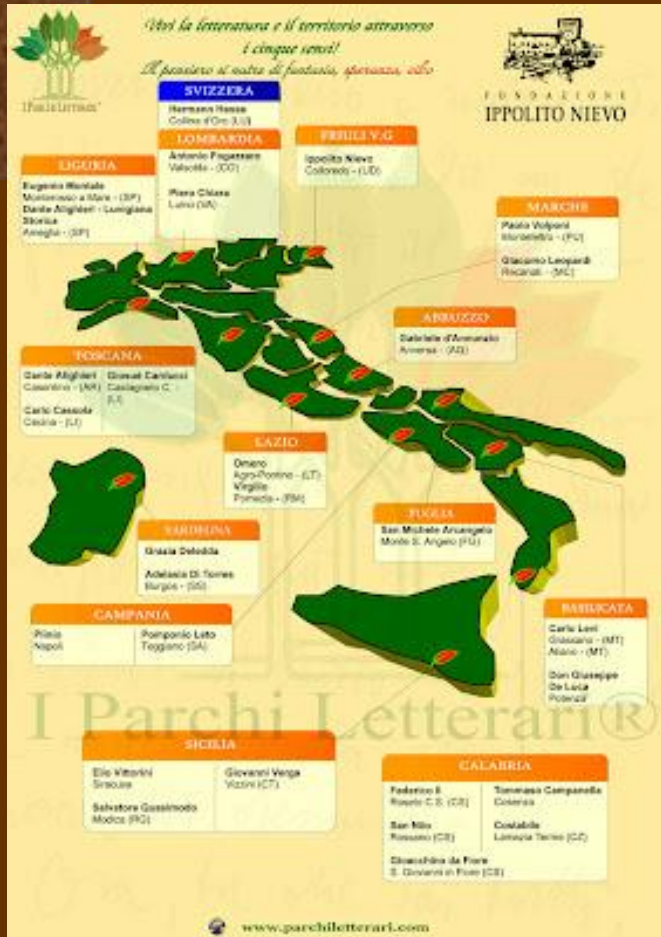 Vivi la letteratura e il territorio attraverso
i cinque sensi!
Il pensiero si nutre di fantasia, speranza, cibo
I Parchi Letterari®
FONDAZIONE
IPPOLITO NIEVO
SVIZZERA
Hermann Hesse
Collina d'Oro (LU)
LOMBARDIA
Antonio Fogazzaro
Valsolda - (CO)
Piero Chiara
Luino (VA)
FRIULI V.G
Ippolito Nievo
Colloredo - (UD)
LIGURIA
Eugenio Montale
Monterosso a Mare - (SP)
Dante Alighieri - Lunigiana
Storica
Ameglia - (SP)
MARCHE
Paolo Volponi
Montefeltro - (PU)
Giacomo Leopardi
Recanati - (MC)
ABRUZZO
Gabriele d'Annunzio
Anversa - (AQ)
TOSCANA
Dante Alighieri
Casentino - (AR)
Carlo Cassola
Cecina - (LI)
Giosuè Carducci
Castagneto C. -
(LI)
LAZIO
Omero
Agro-Pontino - (LT)
Virgilio
Pomezia - (RM)
PUGLIA
San Michele Arcangelo
Monte S. Angelo (FG)
SARDEGNA
Grazia Deledda
Adelasia Di Torres
Burgos - (SS)
CAMPANIA
Plinio
Napoli
Pomponio Leto
Teggiano (SA)
BASILICATA
Carlo Levi
Grassano - (MT)
Aliano - (MT)
Don Giuseppe
De Luca
Potenza
I Parchi Letterari®
SICILIA
Elio Vittorini
Siracusa
Salvatore Quasimodo
Modica (RG)
Giovanni Verga
Vizzini (CT)
CALABRIA
Federico II
Roseto C.S. (CS)
San Nilo
Rossano (CS)
Gioacchino da Fiore
S. Giovanni in Fiore (CS)
Tommaso Campanella
Cosenza
Costabile
Lamezia Terme (CZ)
www.parchiletterari.com